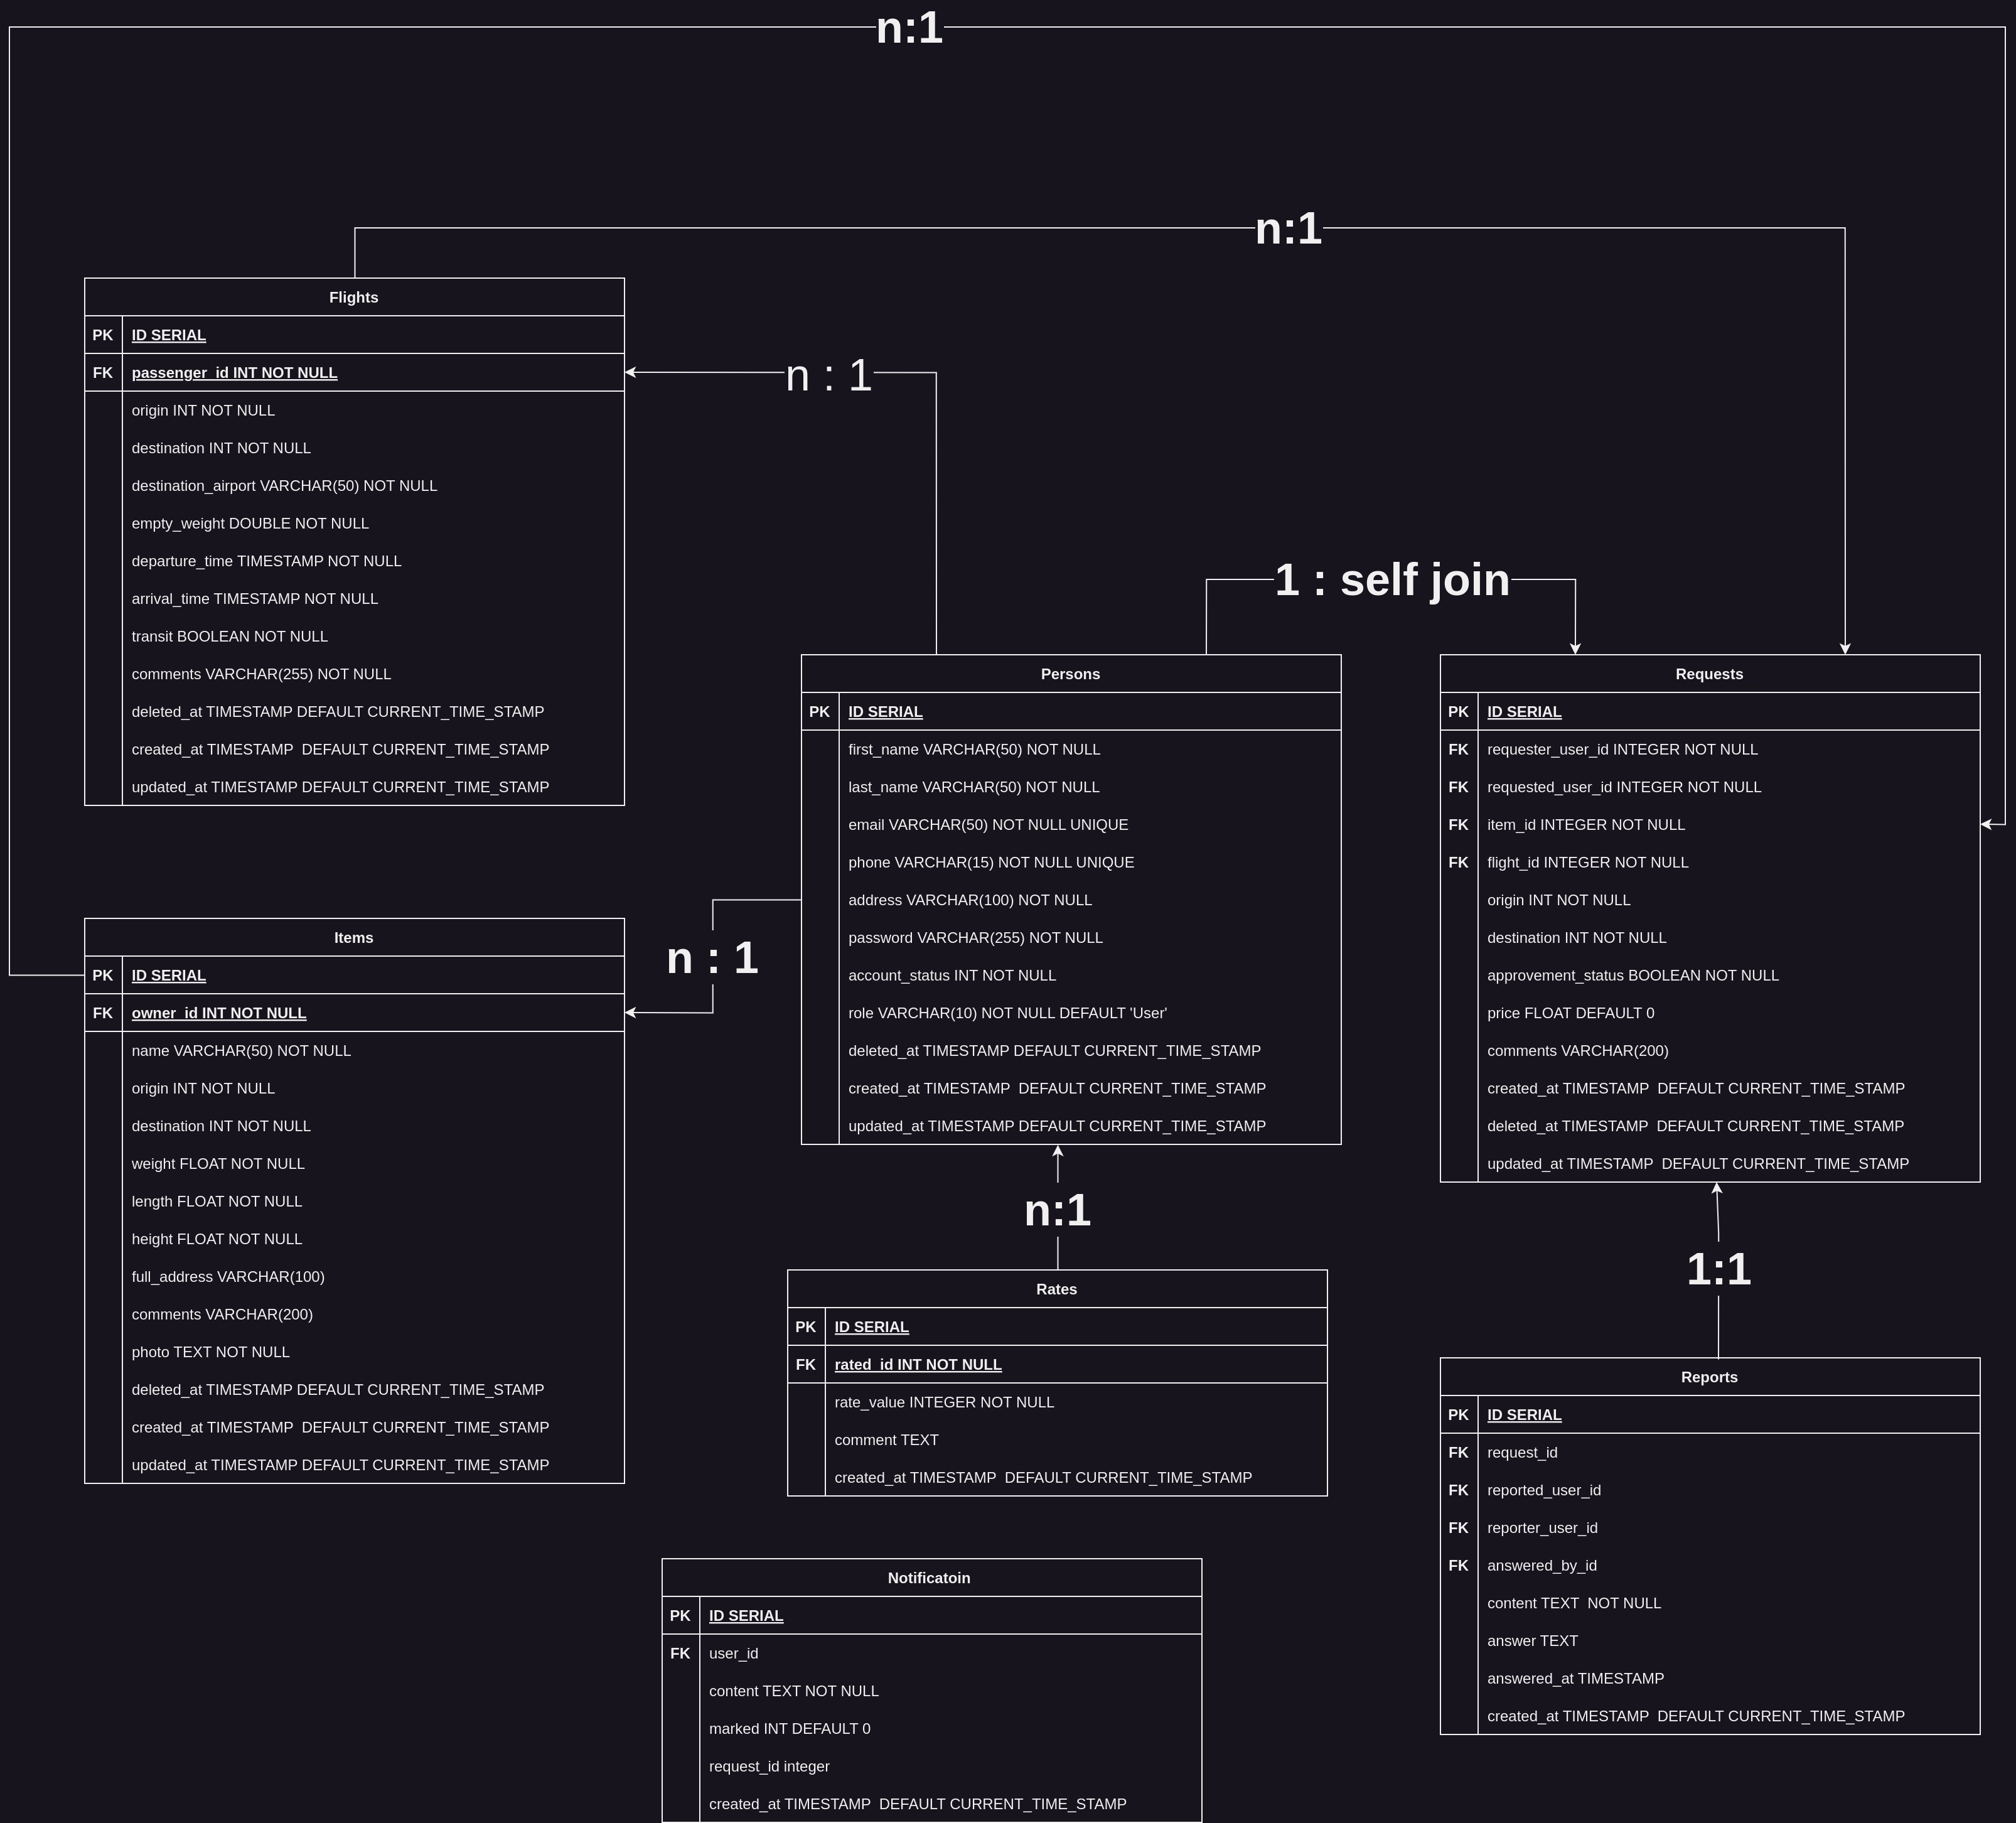 n:1
n:1
Flights
PK ID SERIAL
FK passenger_id INT NOT NULL
origin INT NOT NULL
destination INT NOT NULL
destination_airport VARCHAR(50) NOT NULL
empty_weight DOUBLE NOT NULL
departure_time TIMESTAMP NOT NULL
arrival_time TIMESTAMP NOT NULL
transit BOOLEAN NOT NULL
comments VARCHAR(255) NOT NULL
deleted_at TIMESTAMP DEFAULT CURRENT_TIME_STAMP
created_at TIMESTAMP  DEFAULT CURRENT_TIME_STAMP
updated_at TIMESTAMP DEFAULT CURRENT_TIME_STAMP
n : 1
1 : self join
Persons
PK ID SERIAL
first_name VARCHAR(50) NOT NULL
last_name VARCHAR(50) NOT NULL
email VARCHAR(50) NOT NULL UNIQUE
phone VARCHAR(15) NOT NULL UNIQUE
address VARCHAR(100) NOT NULL
password VARCHAR(255) NOT NULL
account_status INT NOT NULL
role VARCHAR(10) NOT NULL DEFAULT 'User'
deleted_at TIMESTAMP DEFAULT CURRENT_TIME_STAMP
created_at TIMESTAMP  DEFAULT CURRENT_TIME_STAMP
updated_at TIMESTAMP DEFAULT CURRENT_TIME_STAMP
Requests
PK ID SERIAL
FK requester_user_id INTEGER NOT NULL
FK requested_user_id INTEGER NOT NULL
FK item_id INTEGER NOT NULL
FK flight_id INTEGER NOT NULL
origin INT NOT NULL
destination INT NOT NULL
approvement_status BOOLEAN NOT NULL
price FLOAT DEFAULT 0
comments VARCHAR(200)
created_at TIMESTAMP  DEFAULT CURRENT_TIME_STAMP
deleted_at TIMESTAMP  DEFAULT CURRENT_TIME_STAMP
updated_at TIMESTAMP  DEFAULT CURRENT_TIME_STAMP
n : 1
Items
PK ID SERIAL
FK owner_id INT NOT NULL
name VARCHAR(50) NOT NULL
origin INT NOT NULL
destination INT NOT NULL
weight FLOAT NOT NULL
length FLOAT NOT NULL
height FLOAT NOT NULL
full_address VARCHAR(100)
comments VARCHAR(200)
photo TEXT NOT NULL
deleted_at TIMESTAMP DEFAULT CURRENT_TIME_STAMP
created_at TIMESTAMP  DEFAULT CURRENT_TIME_STAMP
updated_at TIMESTAMP DEFAULT CURRENT_TIME_STAMP
n:1
Rates
PK ID SERIAL
FK rated_id INT NOT NULL
rate_value INTEGER NOT NULL
comment TEXT
created_at TIMESTAMP  DEFAULT CURRENT_TIME_STAMP
1:1
Reports
PK ID SERIAL
FK request_id
FK reported_user_id
FK reporter_user_id
FK answered_by_id
content TEXT  NOT NULL
answer TEXT
answered_at TIMESTAMP
created_at TIMESTAMP  DEFAULT CURRENT_TIME_STAMP
Notificatoin
PK ID SERIAL
FK user_id
content TEXT NOT NULL
marked INT DEFAULT 0
request_id integer
created_at TIMESTAMP  DEFAULT CURRENT_TIME_STAMP